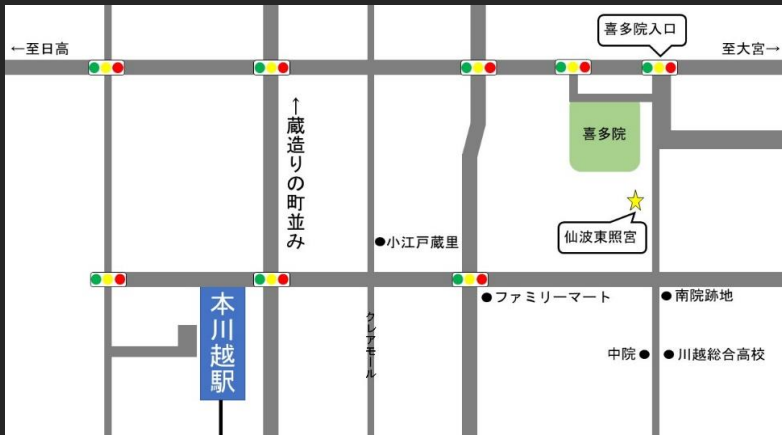 喜多院入口
←至日高
至大宮→
←蔵造りの町並み
喜多院
仙波東照宮
小江戸蔵里
本川越駅
クレアモール
ファミリーマート
南院跡地
中院
川越総合高校